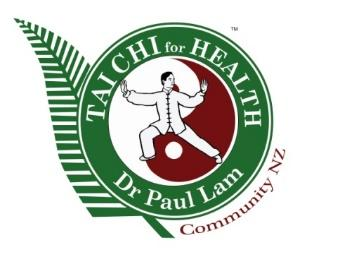 TAI CHI for HEALTH
Dr Paul Lam
Community NZ
TM